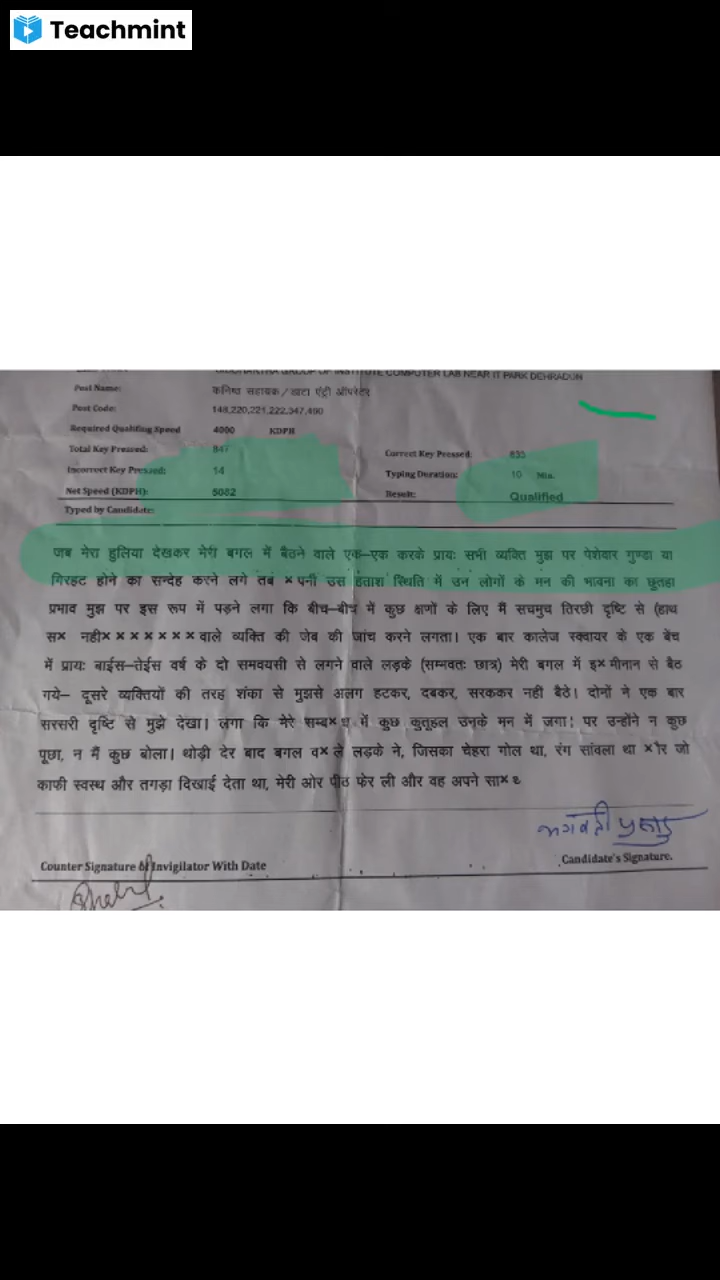 Teachmint
GROUP OF INSTITUTE COMPUTER LAB NEAR IT PARK DEHRADUN
Post Name: कनिष्ठ सहायक/डाटा एंट्री ऑपरेटर
Post Code: 148,220,221,222,347,490
Required Qualifing Speed 4000 KDPH
Total Key Pressed: 847 Correct Key Pressed: 833
Incorrect Key Pressed: 14 Typing Duration: 10 Min.
Net Speed (KDPH): 5082 Result: Qualified
Typed by Candidate:
जब मेरा हुलिया देखकर मेरी बगल में बैठने वाले एक–एक करके प्रायः सभी व्यक्ति मुझ पर पेशेवार गुण्डा या
गिरहट होने का सन्देह करने लगे तब ×पनी उस हताश स्थिति में उन लोगों के मन की भावना का छुतहा
प्रभाव मुझ पर इस रूप में पड़ने लगा कि बीच–बीच में कुछ क्षणों के लिए मैं सचमुच तिरछी दृष्टि से (हाथ
स× नही×××××××वाले व्यक्ति की जेब की जांच करने लगता। एक बार कालेज स्क्वायर के एक बेंच
में प्रायः बाईस–तेईस वर्ष के दो समवयसी से लगने वाले लड़के (सम्नवतः छात्र) मेरी बगल में इ×मीनान से बैठ
गये– दूसरे व्यक्तियों की तरह शंका से मुझसे अलग हटकर, दबकर, सरककर नहीं बैठे। दोनों ने एक बार
सरसरी दृष्टि से मुझे देखा। लगा कि मेरे सम्ब×ध में कुछ कुतूहल उनके मन में जगा; पर उन्होंने न कुछ
पूछा, न मैं कुछ बोला। थोड़ी देर बाद बगल व×ले लड़के ने, जिसका चेहरा गोल था, रंग सांवला था ×ौर जो
काफी स्वस्थ और तगड़ा दिखाई देता था, मेरी ओर पीठ फेर ली और वह अपने सा×
भगवती प्रसाद
Counter Signature of Invigilator With Date Candidate's Signature.